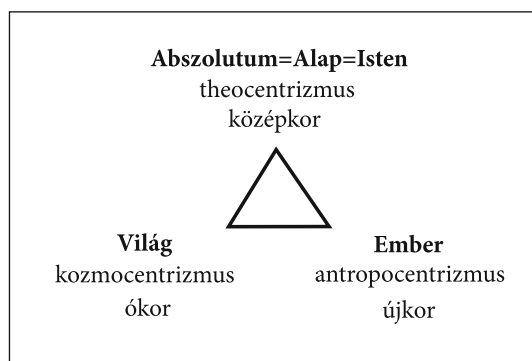 Abszolutum=Alap=Isten
theocentrizmus
középkor
Világ
kozmocentrizmus
ókor
Ember
antropocentrizmus
újkor